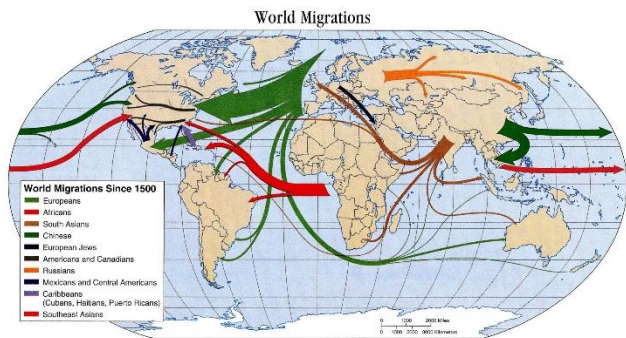 World Migrations
World Migrations Since 1500
Europeans
Africans
South Asians
Chinese
European Jews
Americans and Canadians
Russians
Mexicans and Central Americans
Caribbeans
(Cubans, Haitians, Puerto Ricans)
Southeast Asians